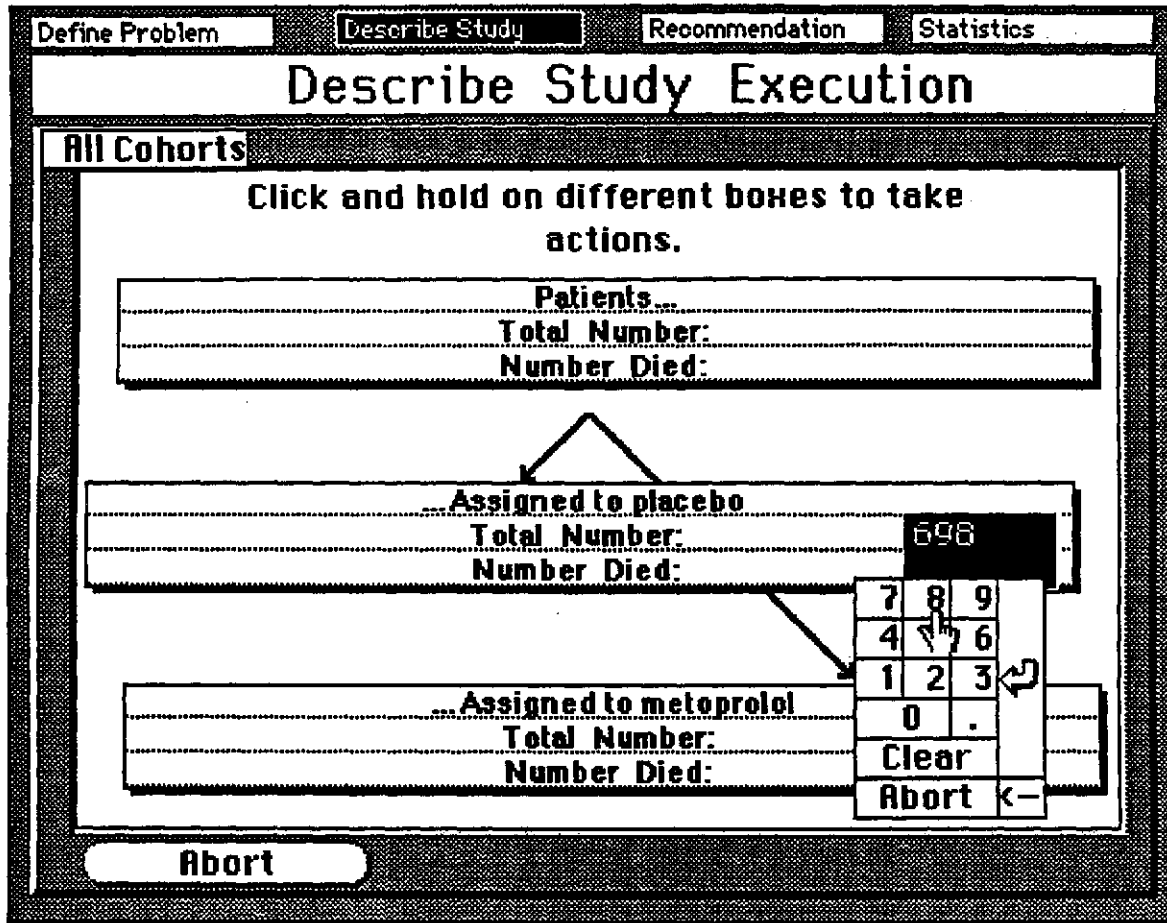 Define Problem
Describe Study
Recommendation
Statistics
Describe Study Execution
All Cohorts
Click and hold on different boxes to take
actions.
Patients...
Total Number:
Number Died:
...Assigned to placebo
Total Number:
698
Number Died:
7 8 9
4 6
1 2 3
0 .
...Assigned to metoprolol
Total Number:
Clear
Number Died:
Abort <-
Abort